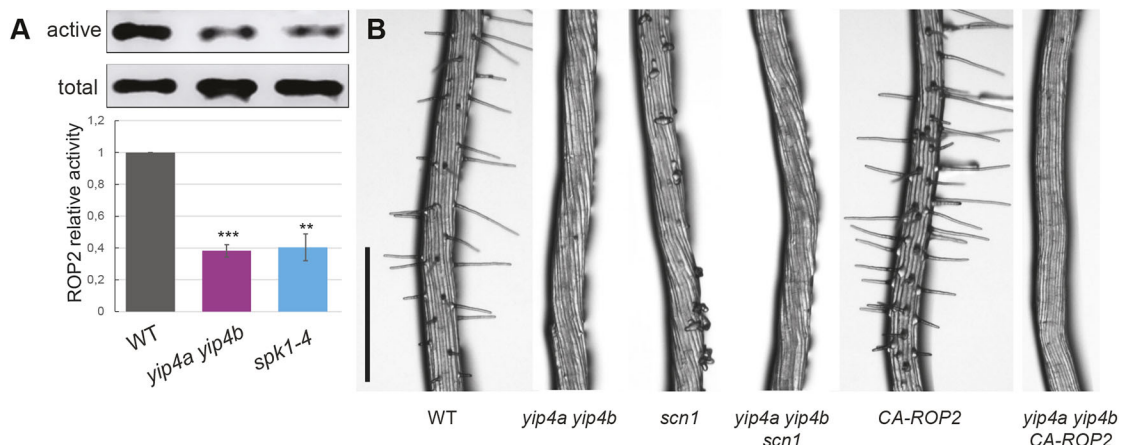 A
active
total
1,2
1
0,8
0,6
0,4
0,2
0
ROP2 relative activity
***
**
WT
yip4a yip4b
spk1-4
B
WT
yip4a yip4b
scn1
yip4a yip4b
scn1
CA-ROP2
yip4a yip4b
CA-ROP2